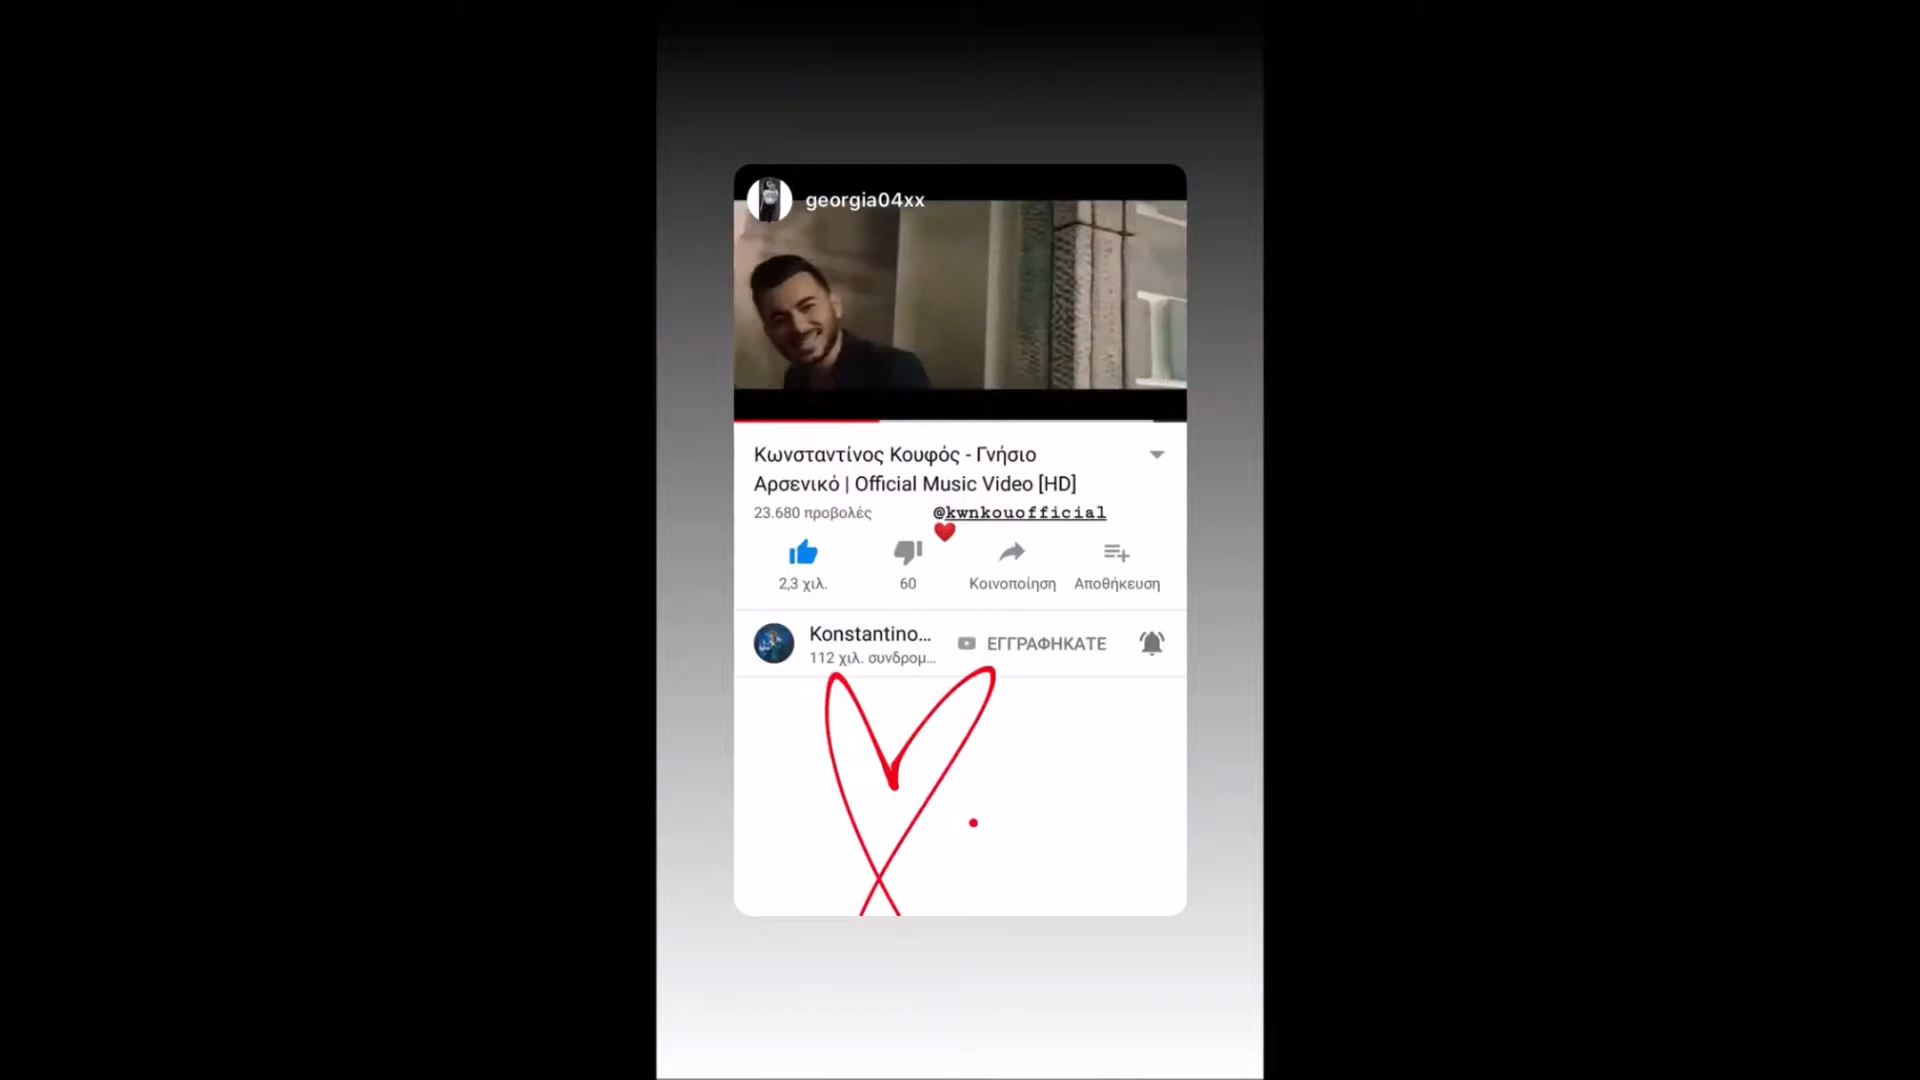 georgia04xx
Κωνσταντίνος Κουφός - Γνήσιο
Αρσενικό | Official Music Video [HD]
23.680 προβολές
@kwnkouofficial
2,3 χιλ.
60
Κοινοποίηση
Αποθήκευση
Konstantino...
ΕΓΓΡΑΦΗΚΑΤΕ
112 χιλ. συνδρομ...